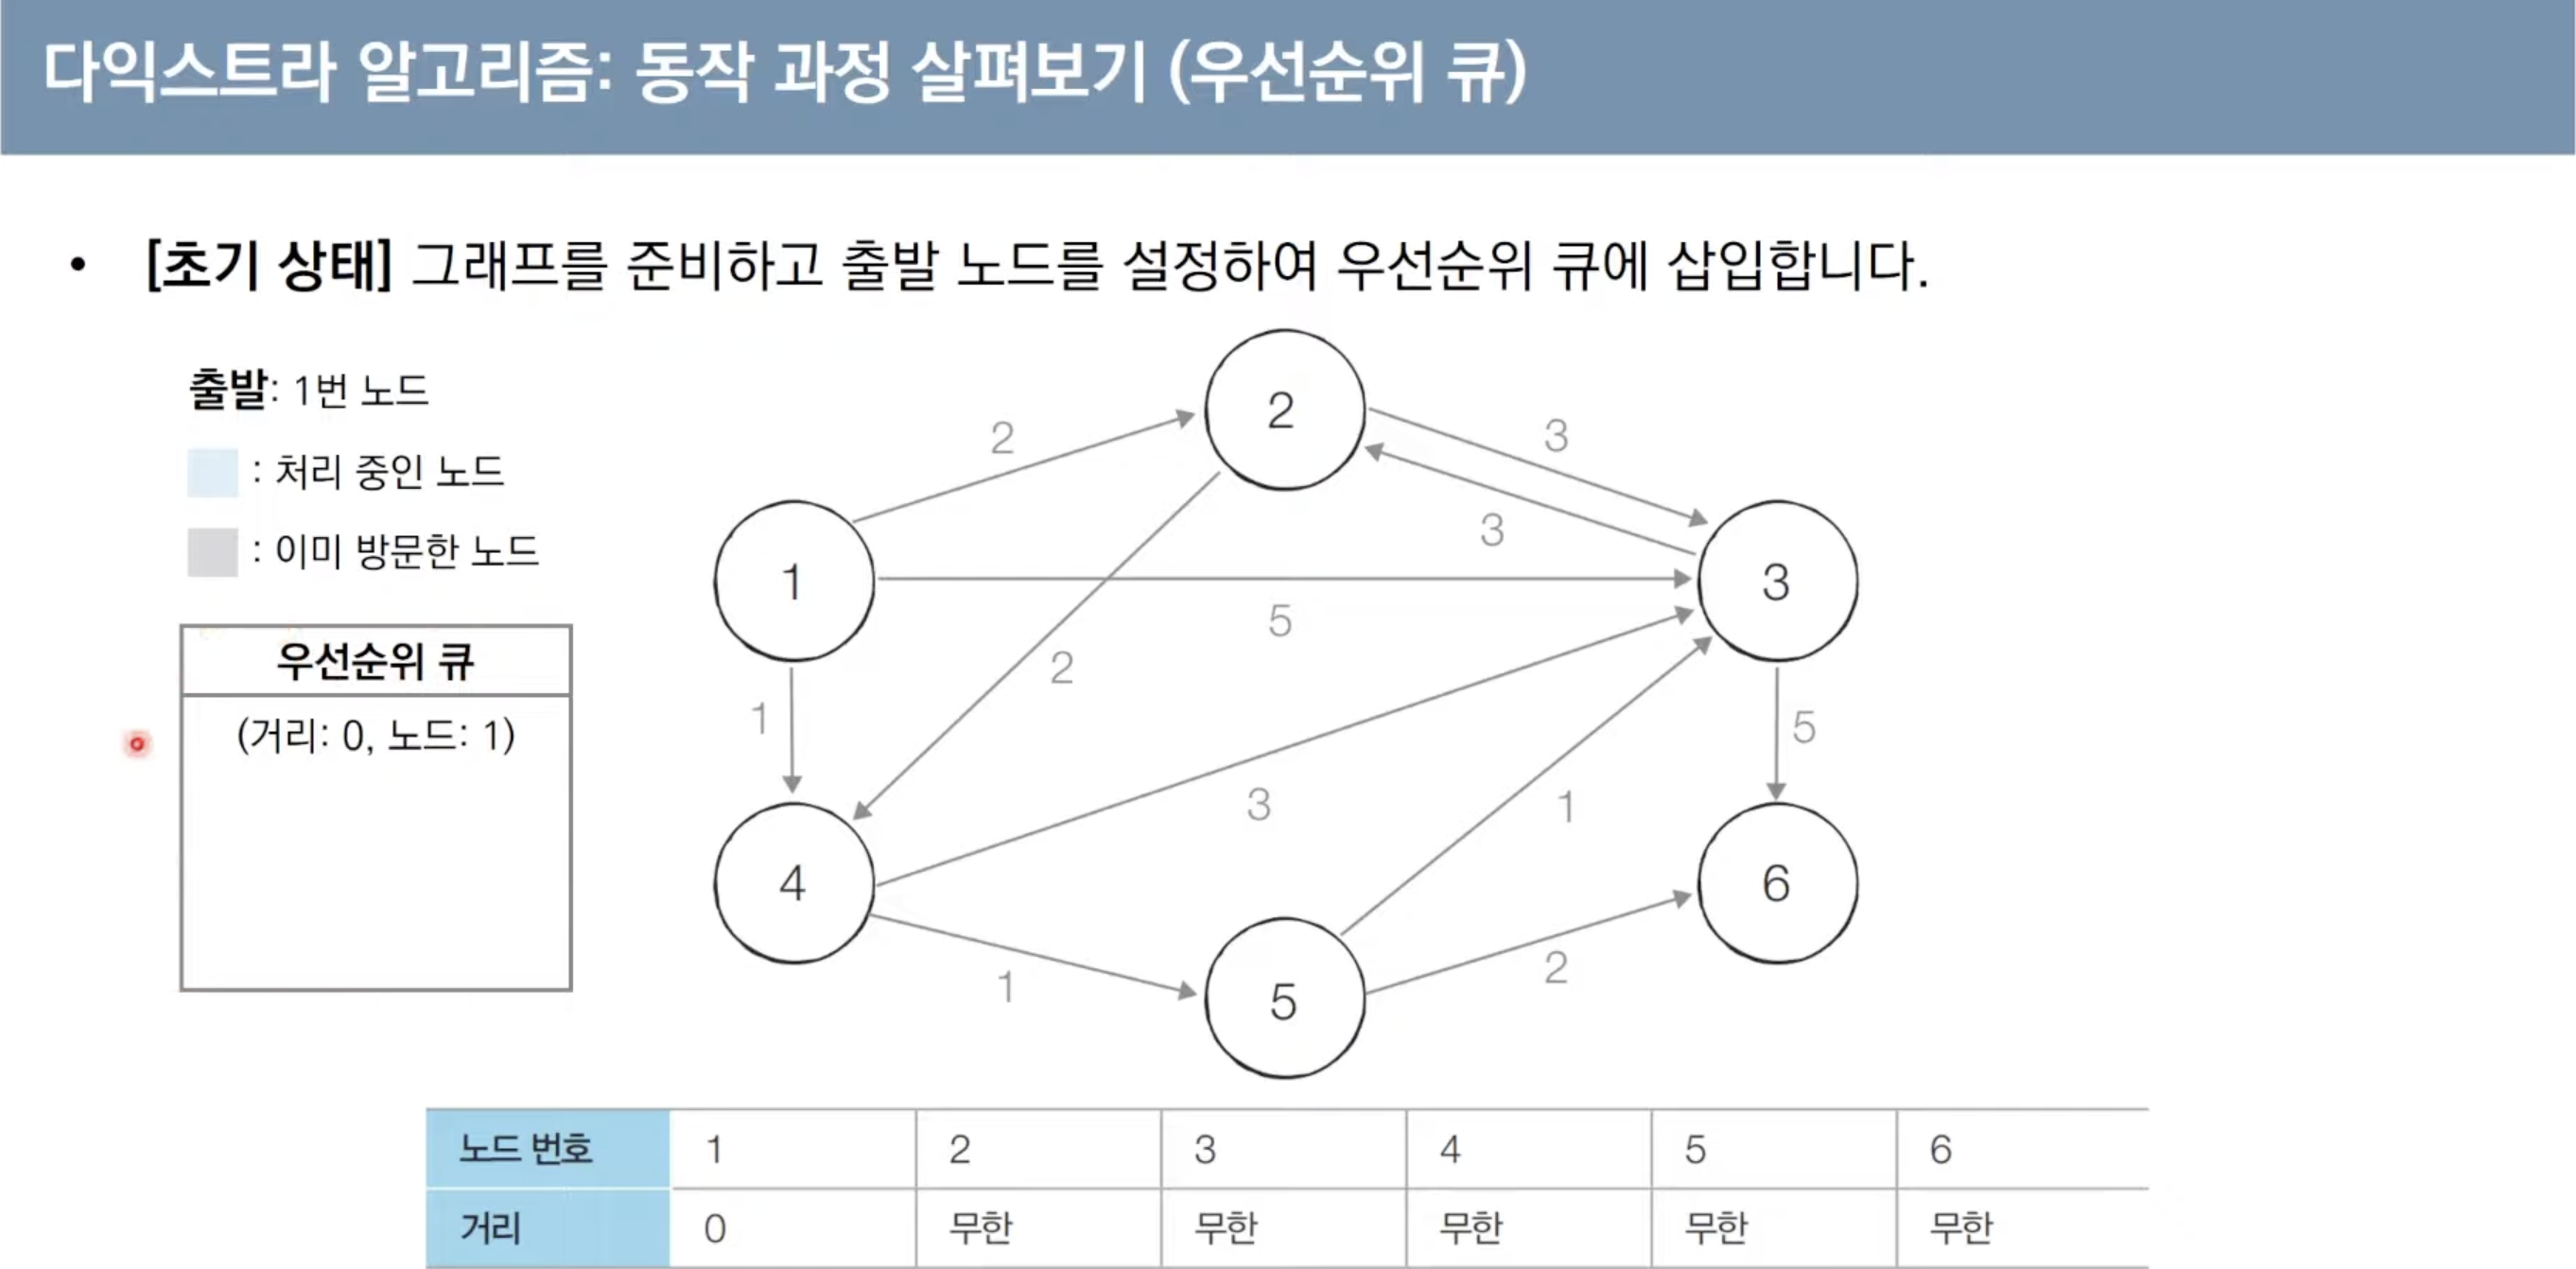 다익스트라 알고리즘: 동작 과정 살펴보기 (우선순위 큐)
• [초기 상태] 그래프를 준비하고 출발 노드를 설정하여 우선순위 큐에 삽입합니다.
출발: 1번 노드
: 처리 중인 노드
: 이미 방문한 노드
우선순위 큐
(거리: 0, 노드: 1)
2
2
3
3
1
3
5
2
1
5
3
1
4
6
1
5
2
노드 번호 1 2 3 4 5 6
거리 0 무한 무한 무한 무한 무한